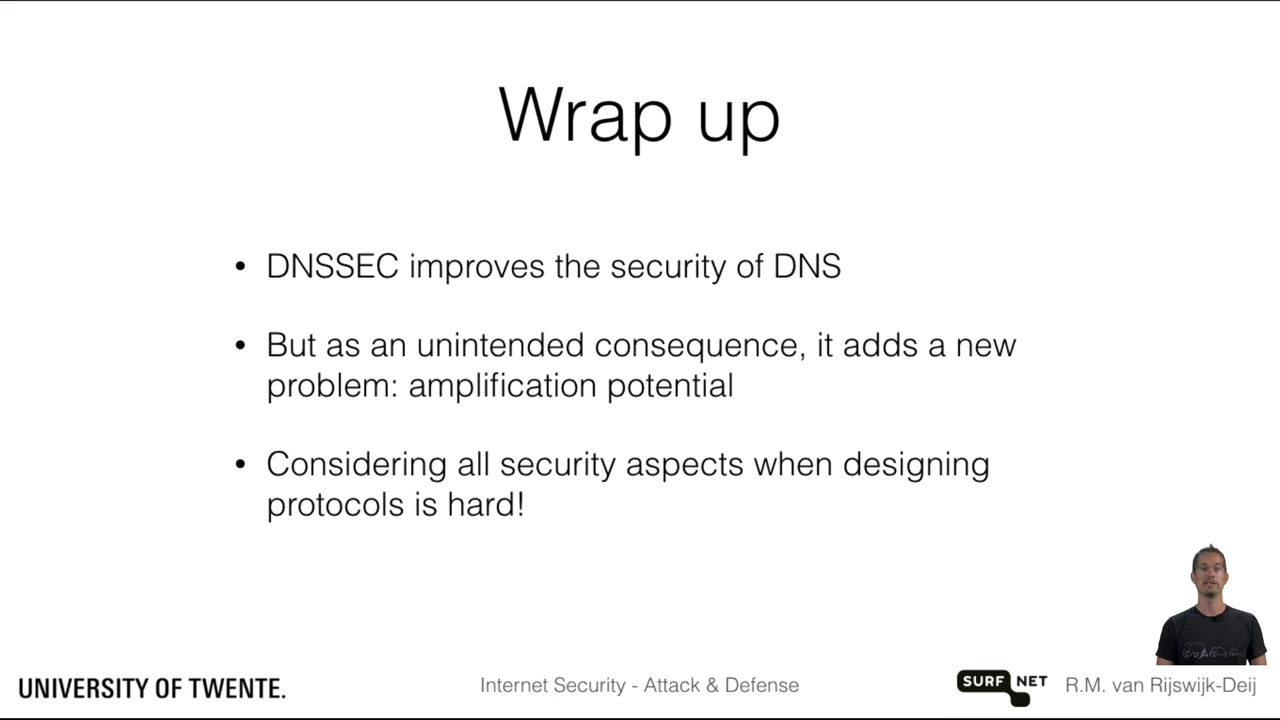 Wrap up
• DNSSEC improves the security of DNS
• But as an unintended consequence, it adds a new
problem: amplification potential
• Considering all security aspects when designing
protocols is hard!
UNIVERSITY OF TWENTE.
Internet Security - Attack & Defense
SURF NET
R.M. van Rijswijk-Deij